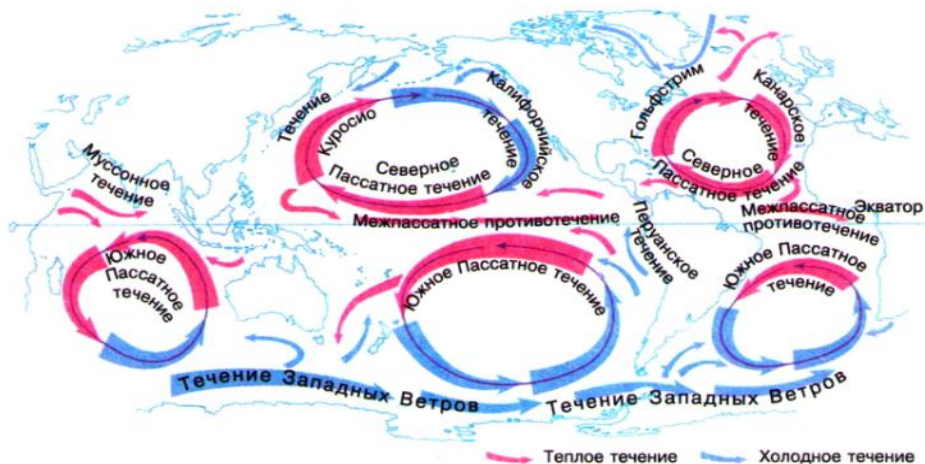 Течение
Куросио
Калифорнийское
течение
Северное
Пассатное течение
Гольфстрим
Канарское
течение
Северное
Пассатное течение
Муссонное
течение
Межпассатное противотечение
Перуанское
течение
Межпассатное
противотечение
Экватор
Южное
Пассатное
течение
Южное Пассатное течение
Южное Пассатное
течение
Течение Западных Ветров
Течение Западных Ветров
Теплое течение
Холодное течение